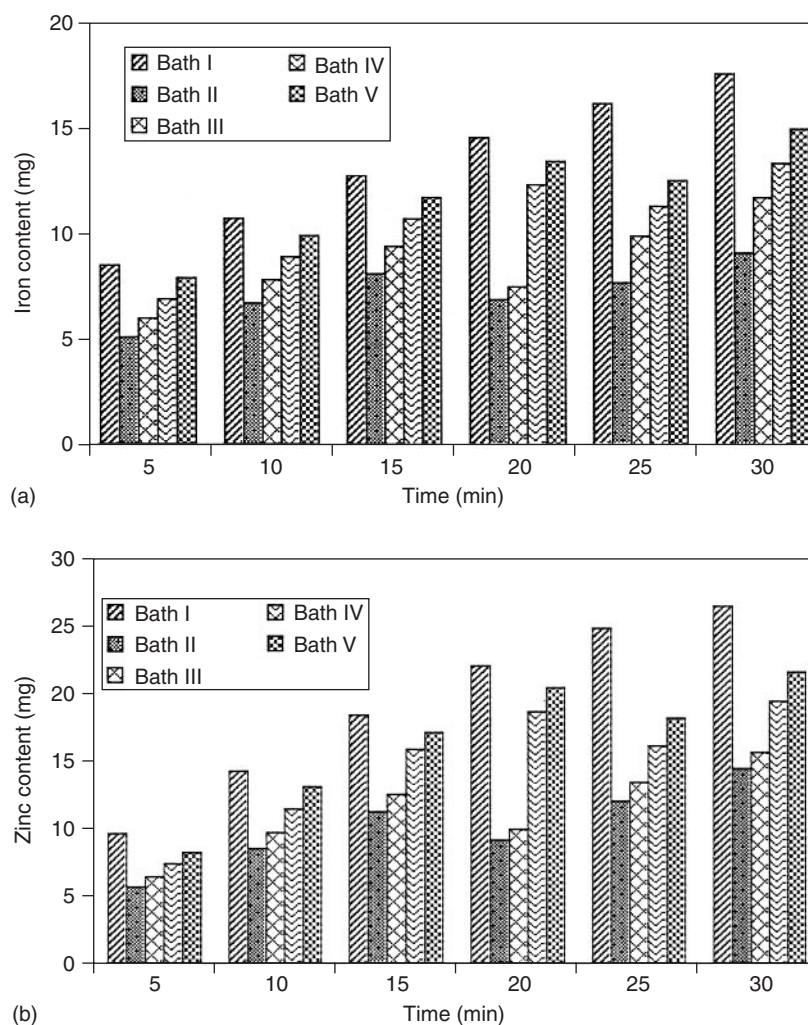 20
15
10
5
0
Iron content (mg)
Bath I
Bath II
Bath III
Bath IV
Bath V
5 10 15 20 25 30
Time (min)
(a)
30
25
20
15
10
5
0
Zinc content (mg)
Bath I
Bath II
Bath III
Bath IV
Bath V
5 10 15 20 25 30
Time (min)
(b)